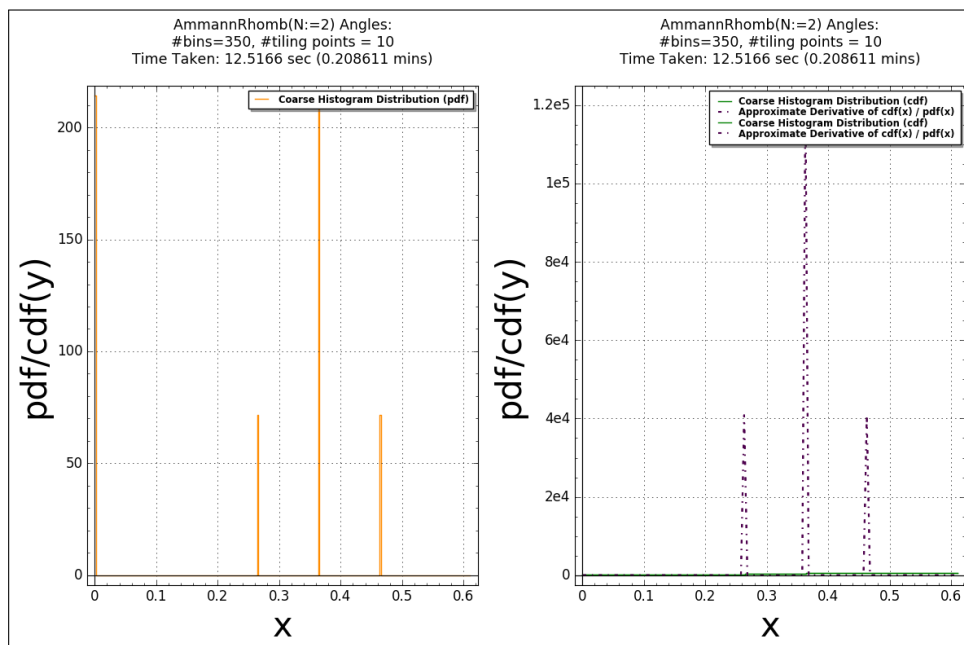 AmmannRhomb(N:=2) Angles:
#bins=350, #tiling points = 10
Time Taken: 12.5166 sec (0.208611 mins)
Coarse Histogram Distribution (pdf)
200
150
100
50
0
pdf/cdf(y)
0 0.1 0.2 0.3 0.4 0.5 0.6
x
AmmannRhomb(N:=2) Angles:
#bins=350, #tiling points = 10
Time Taken: 12.5166 sec (0.208611 mins)
Coarse Histogram Distribution (cdf)
Approximate Derivative of cdf(x) / pdf(x)
Coarse Histogram Distribution (cdf)
Approximate Derivative of cdf(x) / pdf(x)
1.2e5
1e5
8e4
6e4
4e4
2e4
0
pdf/cdf(y)
0 0.1 0.2 0.3 0.4 0.5 0.6
x